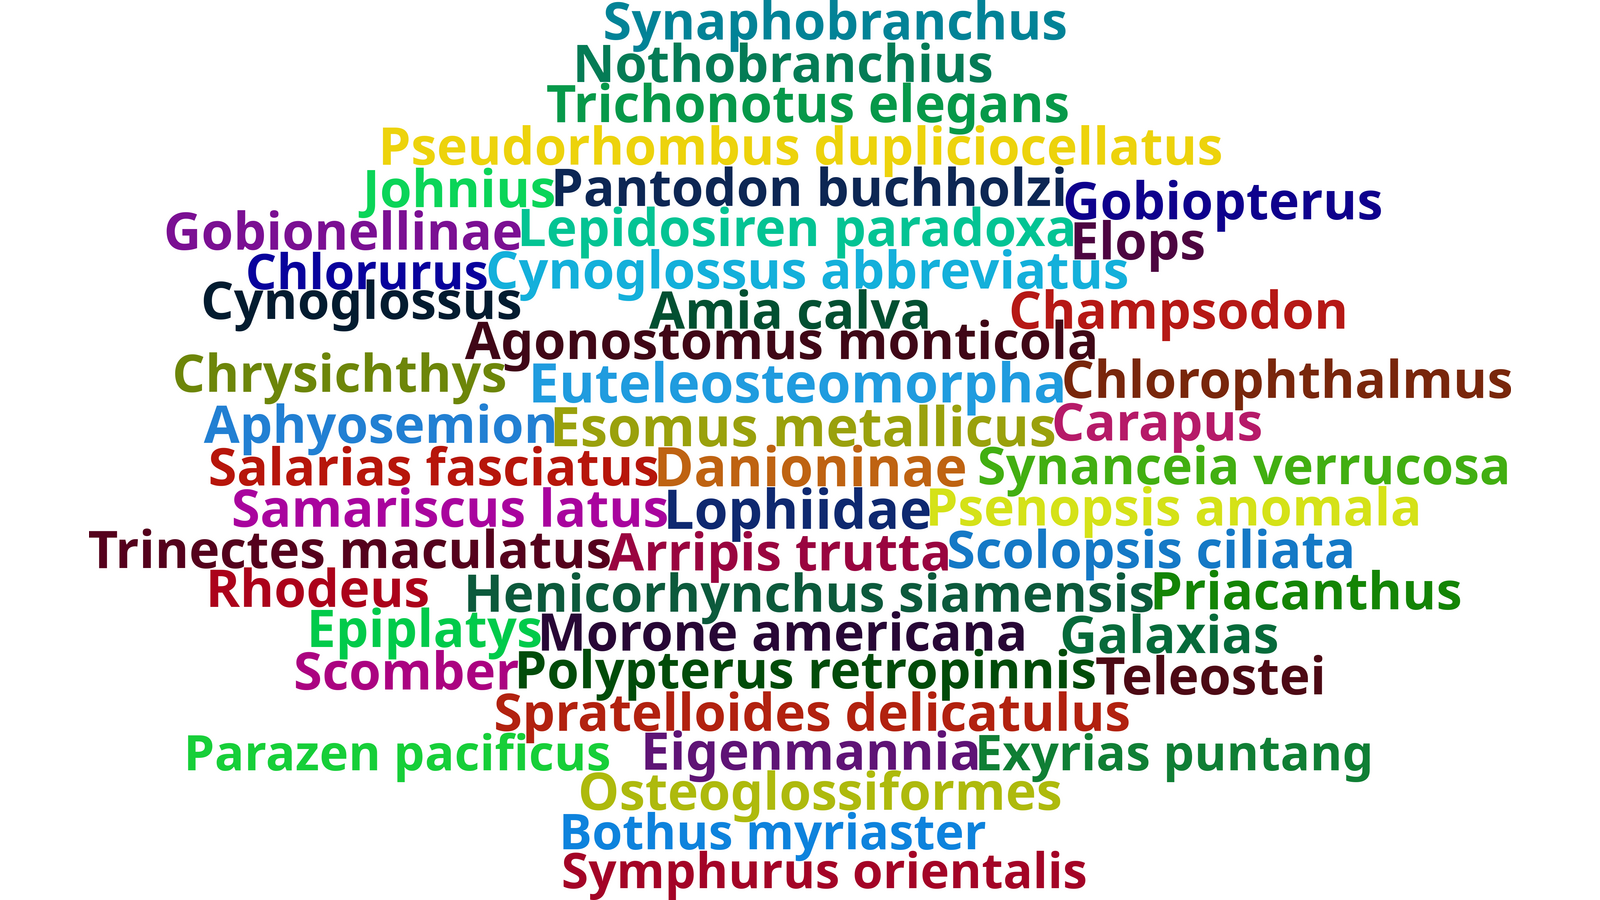 Synaphobranchus
Nothobranchius
Trichonotus elegans
Pseudorhombus dupliciocellatus
Johnius Pantodon buchholzi Gobiopterus
Gobionellinae Lepidosiren paradoxa Elops
Chlorurus Cynoglossus abbreviatus
Cynoglossus Amia calva Champsodon
Agonostomus monticola
Chrysichthys Euteleosteomorpha Chlorophthalmus
Aphyosemion Esomus metallicus Carapus
Salarias fasciatus Danioninae Synanceia verrucosa
Samariscus latus Lophiidae Psenopsis anomala
Trinectes maculatus Arripis trutta Scolopsis ciliata
Rhodeus Henicorhynchus siamensis Priacanthus
Epiplatys Morone americana Galaxias
Scomber Polypterus retropinnis Teleostei
Spratelloides delicatulus
Parazen pacificus Eigenmannia Exyrias puntang
Osteoglossiformes
Bothus myriaster
Symphurus orientalis